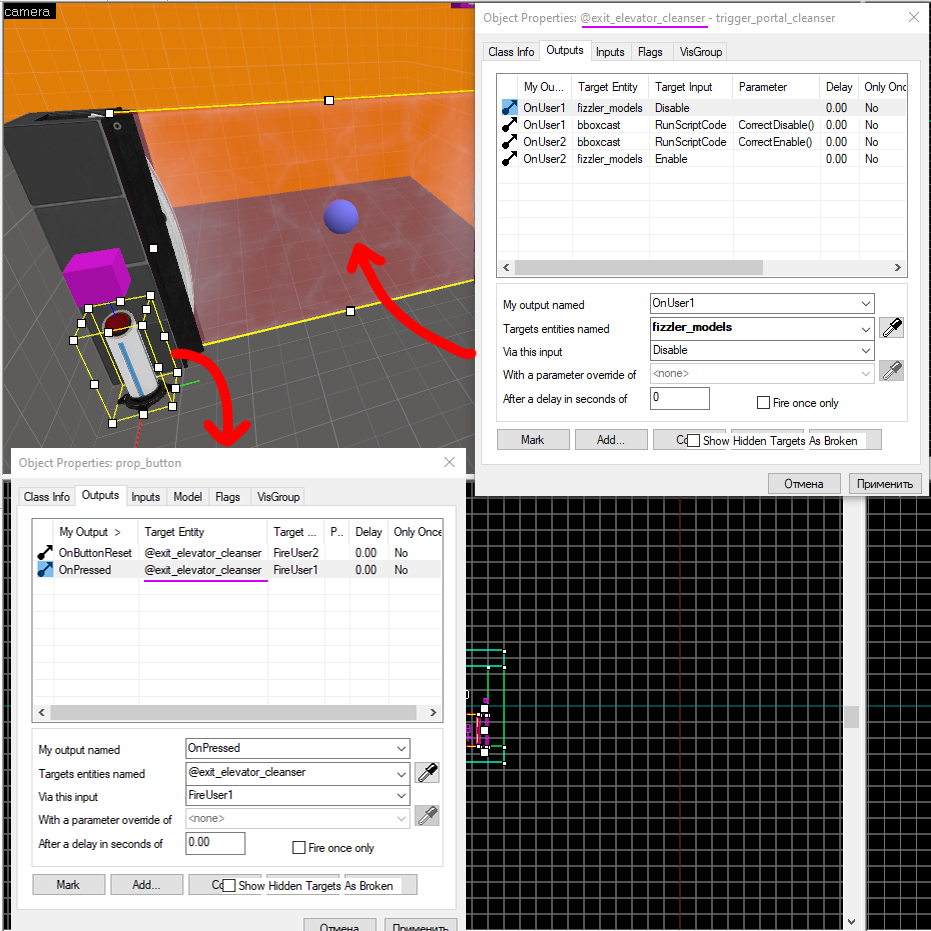 camera
Object Properties: @exit_elevator_cleanser - trigger_portal_cleanser
Class Info Outputs Inputs Flags VisGroup
My Ou... Target Entity Target Input Parameter Delay Only Onc
OnUser1 fizzler_models Disable 0.00 No
OnUser1 bboxcast RunScriptCode CorrectDisable() 0.00 No
OnUser2 bboxcast RunScriptCode CorrectEnable() 0.00 No
OnUser2 fizzler_models Enable 0.00 No
My output named OnUser1
Targets entities named fizzler_models
Via this input Disable
With a parameter override of <none>
After a delay in seconds of 0 Fire once only
Mark Add... Co Show Hidden Targets As Broken
Отмена Применить
Object Properties: prop_button
Class Info Outputs Inputs Model Flags VisGroup
My Output > Target Entity Target ... P.. Delay Only Once
OnButtonReset @exit_elevator_cleanser FireUser2 0.00 No
OnPressed @exit_elevator_cleanser FireUser1 0.00 No
My output named OnPressed
Targets entities named @exit_elevator_cleanser
Via this input FireUser1
With a parameter override of <none>
After a delay in seconds of 0.00 Fire once only
Mark Add... Co Show Hidden Targets As Broken
Отмена Применить